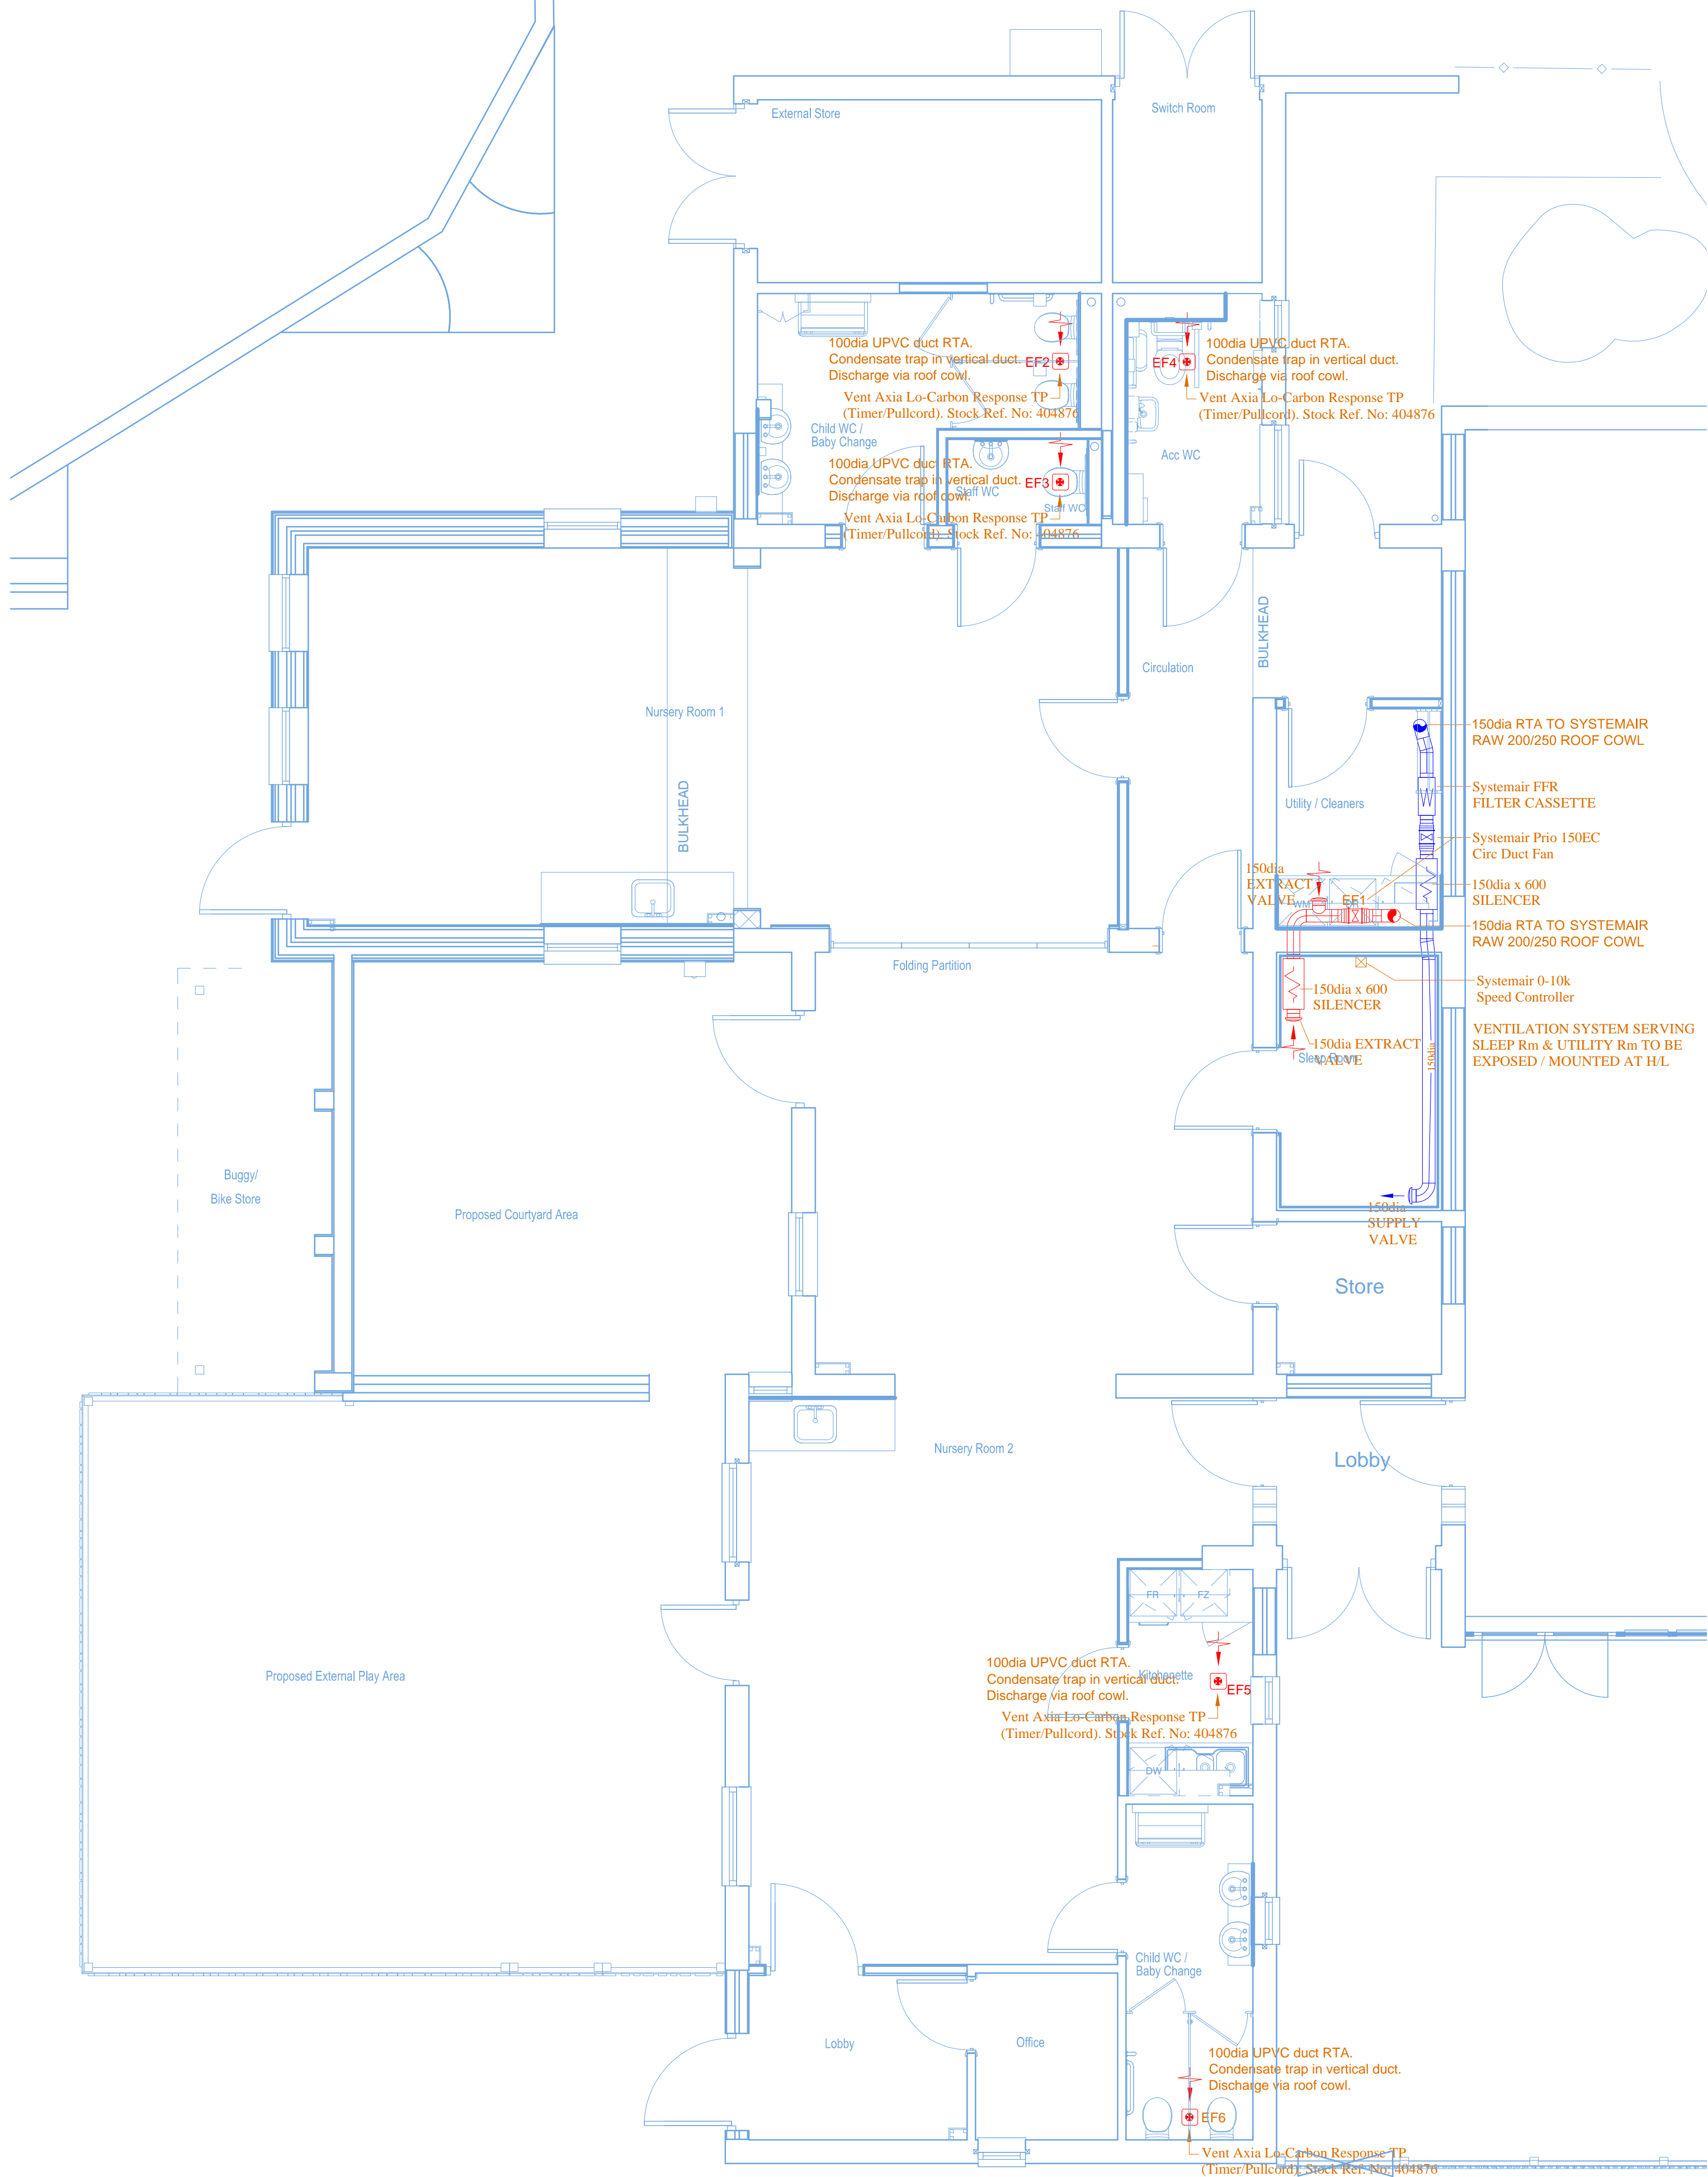 External Store
Switch Room
100dia UPVC duct RTA.
Condensate trap in vertical duct.
Discharge via roof cowl.
EF2
Vent Axia Lo-Carbon Response TP
(Timer/Pullcord). Stock Ref. No: 404876
EF4
100dia UPVC duct RTA.
Condensate trap in vertical duct.
Discharge via roof cowl.
Vent Axia Lo-Carbon Response TP
(Timer/Pullcord). Stock Ref. No: 404876
Child WC /
Baby Change
Acc WC
100dia UPVC duct RTA.
Condensate trap in vertical duct.
Discharge via roof cowl.
EF3
Staff WC
Staff WC
Vent Axia Lo-Carbon Response TP
(Timer/Pullcord). Stock Ref. No: 404876
BULKHEAD
Circulation
Nursery Room 1
BULKHEAD
150dia RTA TO SYSTEMAIR
RAW 200/250 ROOF COWL
Systemair FFR
FILTER CASSETTE
Utility / Cleaners
Systemair Prio 150EC
Circ Duct Fan
150dia
EXTRACT
VALVE
WM
EF1
150dia x 600
SILENCER
150dia RTA TO SYSTEMAIR
RAW 200/250 ROOF COWL
Folding Partition
Systemair 0-10k
Speed Controller
150dia x 600
SILENCER
150dia EXTRACT
VALVE
Sleep Room
150dia
VENTILATION SYSTEM SERVING
SLEEP Rm & UTILITY Rm TO BE
EXPOSED / MOUNTED AT H/L
Buggy/
Bike Store
Proposed Courtyard Area
150dia
SUPPLY
VALVE
Store
Nursery Room 2
Lobby
FR
FZ
Proposed External Play Area
100dia UPVC duct RTA.
Condensate trap in vertical duct.
Discharge via roof cowl.
Kitchenette
EF5
Vent Axia Lo-Carbon Response TP
(Timer/Pullcord). Stock Ref. No: 404876
DW
Child WC /
Baby Change
Lobby
Office
100dia UPVC duct RTA.
Condensate trap in vertical duct.
Discharge via roof cowl.
EF6
Vent Axia Lo-Carbon Response TP
(Timer/Pullcord). Stock Ref. No: 404876